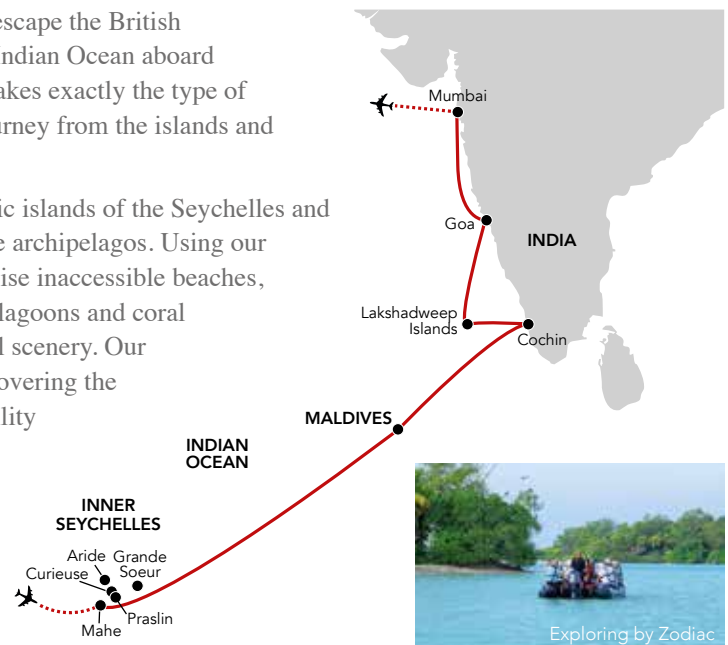 escape the British
Indian Ocean aboard
akes exactly the type of
urney from the islands and
ic islands of the Seychelles and
e archipelagos. Using our
ise inaccessible beaches,
lagoons and coral
l scenery. Our
overing the
lity
Mumbai
Goa
INDIA
Lakshadweep
Islands
Cochin
MALDIVES
INDIAN
OCEAN
INNER
SEYCHELLES
Aride
Grande
Soeur
Curieuse
Praslin
Mahe
Exploring by Zodiac